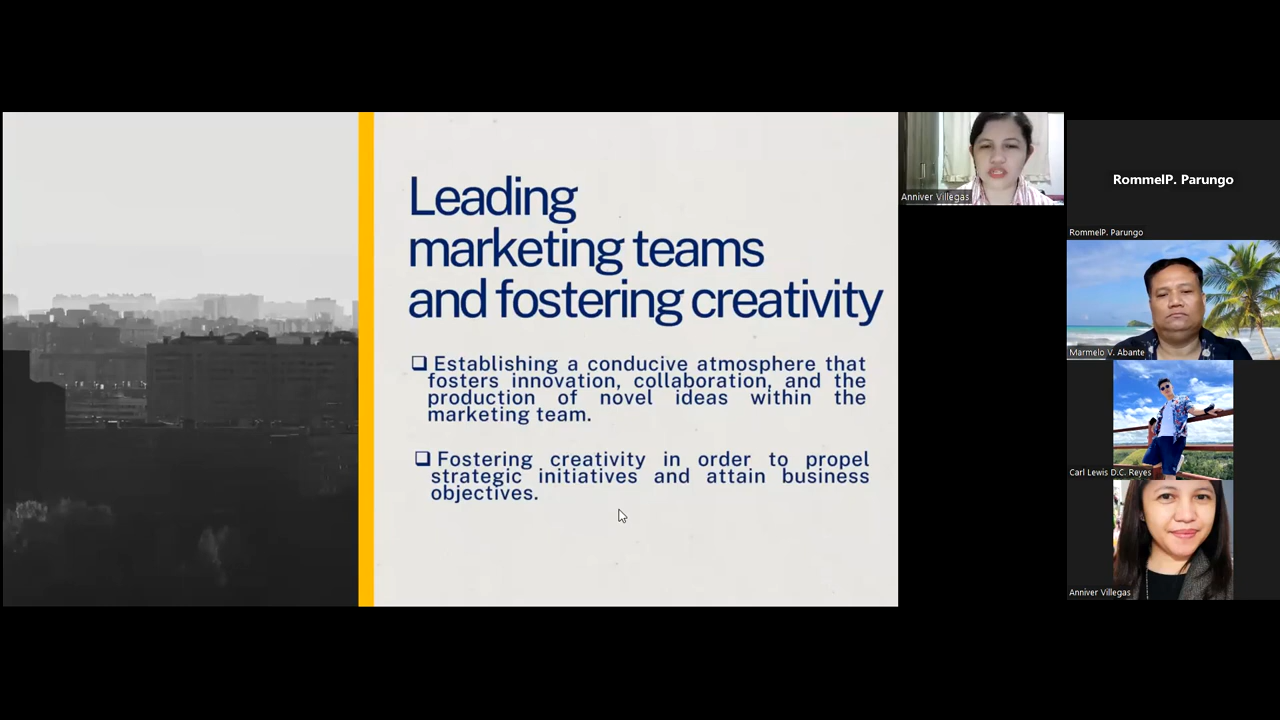 Leading
marketing teams
and fostering creativity
❑ Establishing a conducive atmosphere that
fosters innovation, collaboration, and the
production of novel ideas within the
marketing team.
❑ Fostering creativity in order to propel
strategic initiatives and attain business
objectives.
Anniver Villegas
RommelP. Parungo
RommelP. Parungo
Marmelo V. Abante
Carl Lewis D.C. Reyes
Anniver Villegas